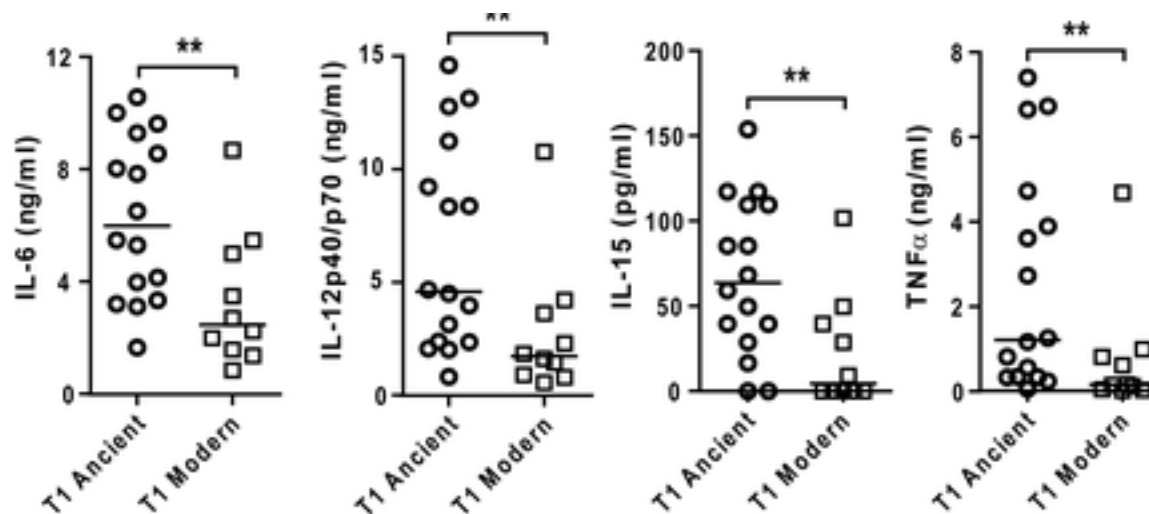 IL-6 (ng/ml)
12
8
4
0
**
T1 Ancient
T1 Modern
IL-12p40/p70 (ng/ml)
15
10
5
0
**
T1 Ancient
T1 Modern
IL-15 (pg/ml)
200
150
100
50
0
**
T1 Ancient
T1 Modern
TNFα (ng/ml)
8
6
4
2
0
**
T1 Ancient
T1 Modern